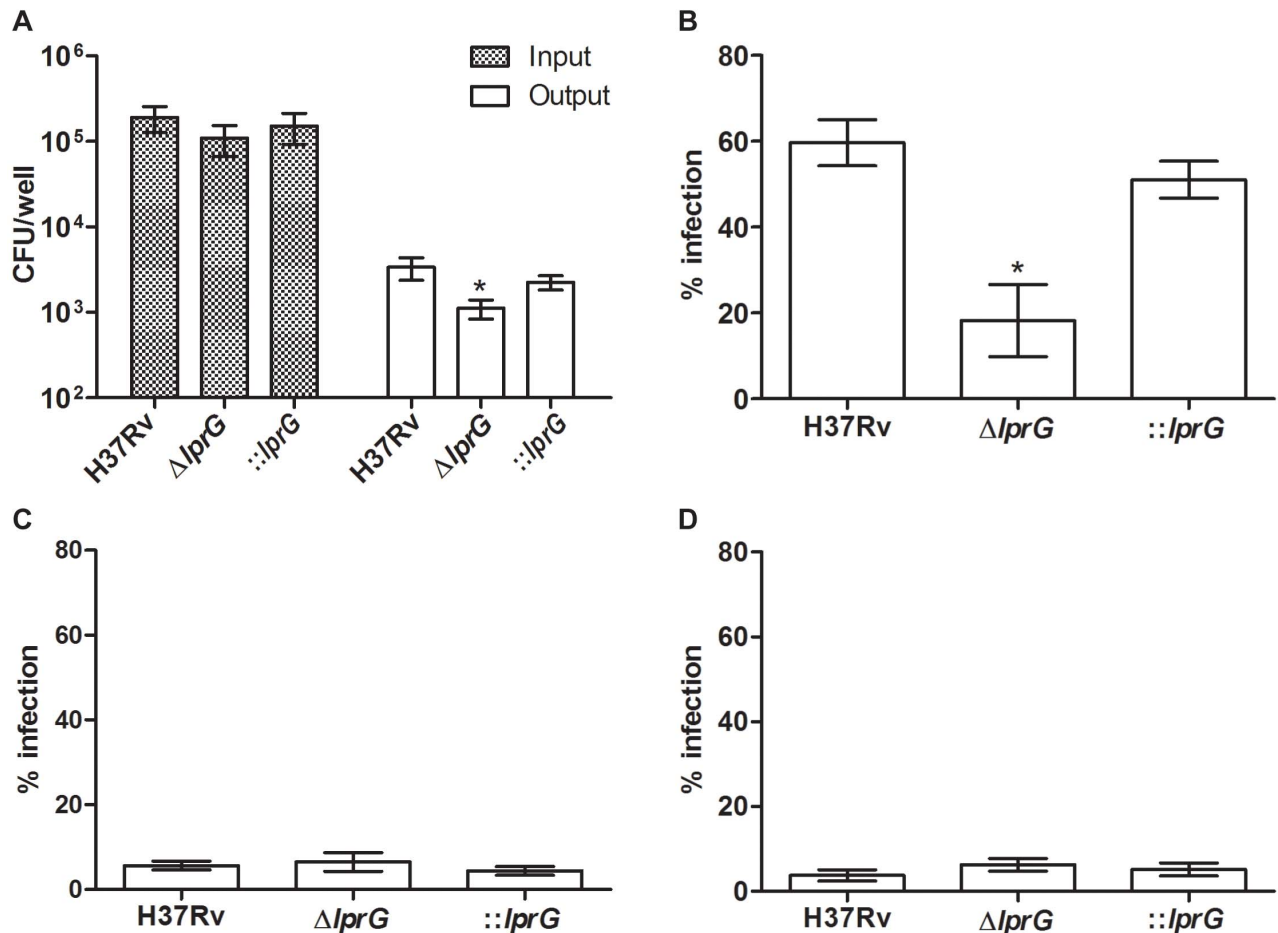 A
CFU/well
10⁶
10⁵
10⁴
10³
10²
Input
Output
*
H37Rv
ΔlprG
::lprG
H37Rv
ΔlprG
::lprG
B
% infection
80
60
40
20
0
*
H37Rv
ΔlprG
::lprG
C
% infection
80
60
40
20
0
H37Rv
ΔlprG
::lprG
D
% infection
80
60
40
20
0
H37Rv
ΔlprG
::lprG